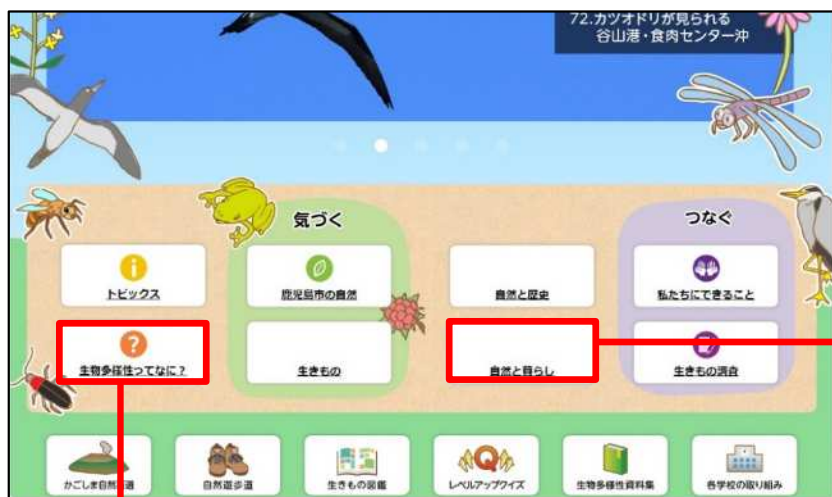 72.カツオドリが見られる
谷山港・食肉センター沖
気づく
つなぐ
トピックス
鹿児島市の自然
自然と歴史
私たちにできること
生物多様性ってなに？
生きもの
自然と暮らし
生きもの調査
かごしま自然
自然遊歩道
生きもの図鑑
レベルアップクイズ
生物多様性資料集
各学校の取り組み